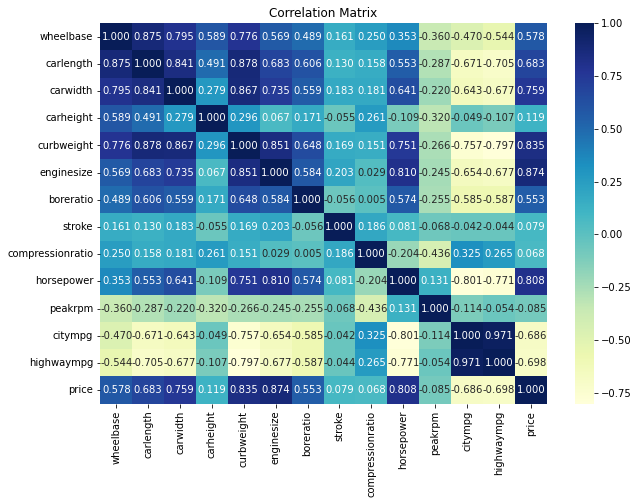 Correlation Matrix
wheelbase 1.000 0.875 0.795 0.589 0.776 0.569 0.489 0.161 0.250 0.353 -0.360 -0.470 -0.544 0.578
carlength 0.875 1.000 0.841 0.491 0.878 0.683 0.606 0.130 0.158 0.553 -0.287 -0.671 -0.705 0.683
carwidth 0.795 0.841 1.000 0.279 0.867 0.735 0.559 0.183 0.181 0.641 -0.220 -0.643 -0.677 0.759
carheight 0.589 0.491 0.279 1.000 0.296 0.067 0.171 -0.055 0.261 -0.109 -0.320 -0.049 -0.107 0.119
curbweight 0.776 0.878 0.867 0.296 1.000 0.851 0.648 0.169 0.151 0.751 -0.266 -0.757 -0.797 0.835
enginesize 0.569 0.683 0.735 0.067 0.851 1.000 0.584 0.203 0.029 0.810 -0.245 -0.654 -0.677 0.874
boreratio 0.489 0.606 0.559 0.171 0.648 0.584 1.000 -0.056 0.005 0.574 -0.255 -0.585 -0.587 0.553
stroke 0.161 0.130 0.183 -0.055 0.169 0.203 -0.056 1.000 0.186 0.081 -0.068 -0.042 -0.044 0.079
compressionratio 0.250 0.158 0.181 0.261 0.151 0.029 0.005 0.186 1.000 -0.204 -0.436 0.325 0.265 0.068
horsepower 0.353 0.553 0.641 -0.109 0.751 0.810 0.574 0.081 -0.204 1.000 0.131 -0.801 -0.771 0.808
peakrpm -0.360 -0.287 -0.220 -0.320 -0.266 -0.245 -0.255 -0.068 -0.436 0.131 1.000 -0.114 -0.054 -0.085
citympg -0.470 -0.671 -0.643 -0.049 -0.757 -0.654 -0.585 -0.042 0.325 -0.801 -0.114 1.000 0.971 -0.686
highwaympg -0.544 -0.705 -0.677 -0.107 -0.797 -0.677 -0.587 -0.044 0.265 -0.771 -0.054 0.971 1.000 -0.698
price 0.578 0.683 0.759 0.119 0.835 0.874 0.553 0.079 0.068 0.808 -0.085 -0.686 -0.698 1.000
wheelbase carlength carwidth carheight curbweight enginesize boreratio stroke compressionratio horsepower peakrpm citympg highwaympg price
1.00
0.75
0.50
0.25
0.00
-0.25
-0.50
-0.75